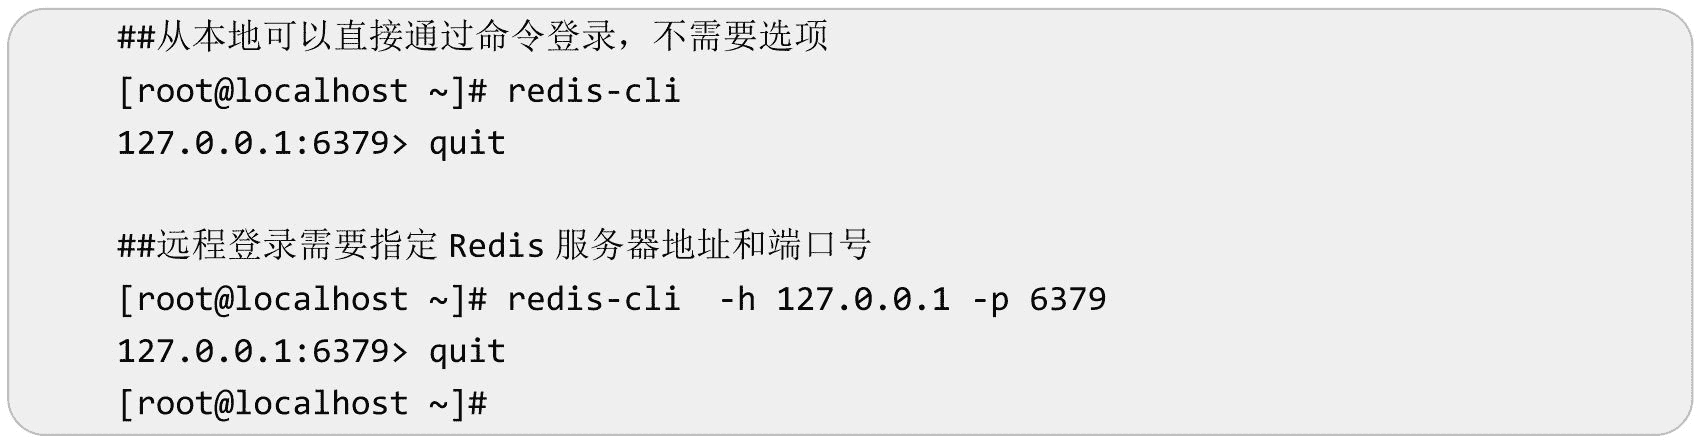 ##从本地可以直接通过命令登录，不需要选项
[root@localhost ~]# redis-cli
127.0.0.1:6379> quit
##远程登录需要指定 Redis 服务器地址和端口号
[root@localhost ~]# redis-cli  -h 127.0.0.1 -p 6379
127.0.0.1:6379> quit
[root@localhost ~]#